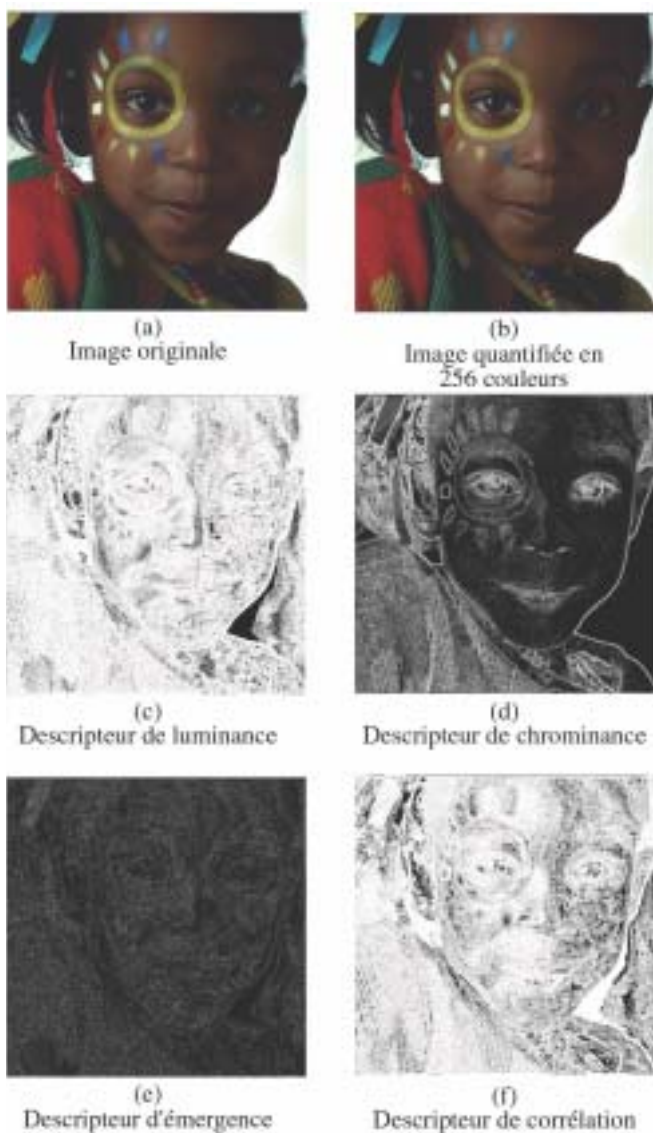 (a)
Image originale
(b)
Image quantifiée en
256 couleurs
(c)
Descripteur de luminance
(d)
Descripteur de chrominance
(e)
Descripteur d'émergence
(f)
Descripteur de corrélation